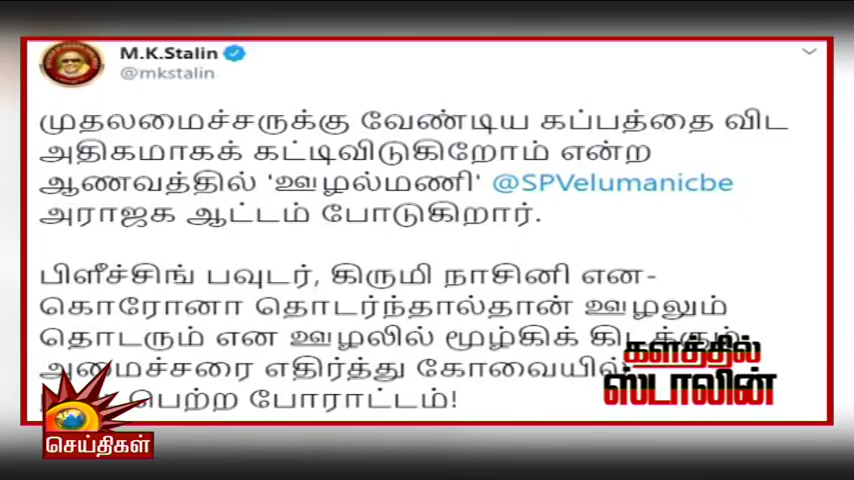 M.K.Stalin
@mkstalin
முதலமைச்சருக்கு வேண்டிய கப்பத்தை விட
அதிகமாகக் கட்டிவிடுகிறோம் என்ற
ஆணவத்தில் 'ஊழல்மணி' @SPVelumanicbe
அராஜக ஆட்டம் போடுகிறார்.
பிளீச்சிங் பவுடர், கிருமி நாசினி என-
கொரோனா தொடர்ந்தால்தான் ஊழலும்
தொடரும் என ஊழலில் மூழ்கிக் கிடக்கும்
அமைச்சரை எதிர்த்து கோவையில்
பெற்ற போராட்டம்!
களத்தில்
ஸ்டாலின்
செய்திகள்